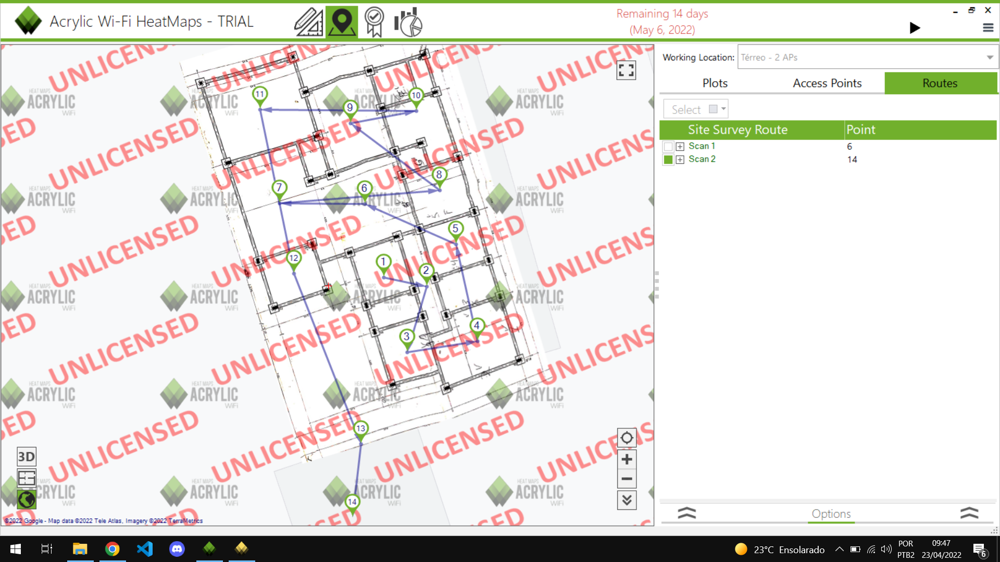 Acrylic Wi-Fi HeatMaps - TRIAL
Remaining 14 days
(May 6, 2022)
Working Location:
Térreo - 2 APs
Plots
Access Points
Routes
Select
Site Survey Route
Point
Scan 1
6
Scan 2
14
UNLICENSED
HEAT MAPS
ACRYLIC
WiFi
11
10
9
8
7
6
5
12
1
2
4
3
13
14
3D
©2022 Google - Map data ©2022 Tele Atlas, Imagery ©2022 TerraMetrics
Options
23°C Ensolarado
POR
PTB2
09:47
23/04/2022
6